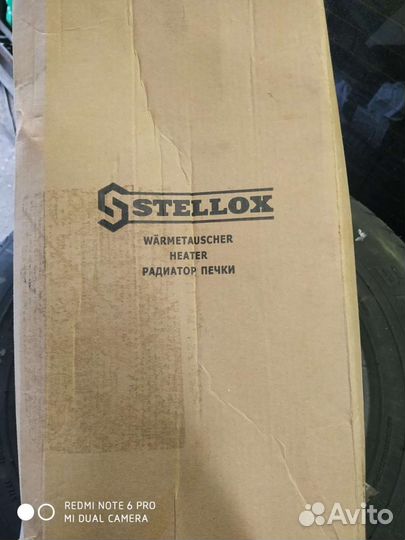 STELLOX
WÄRMETAUSCHER
HEATER
РАДИАТОР ПЕЧКИ
REDMI NOTE 6 PRO
MI DUAL CAMERA
Avito